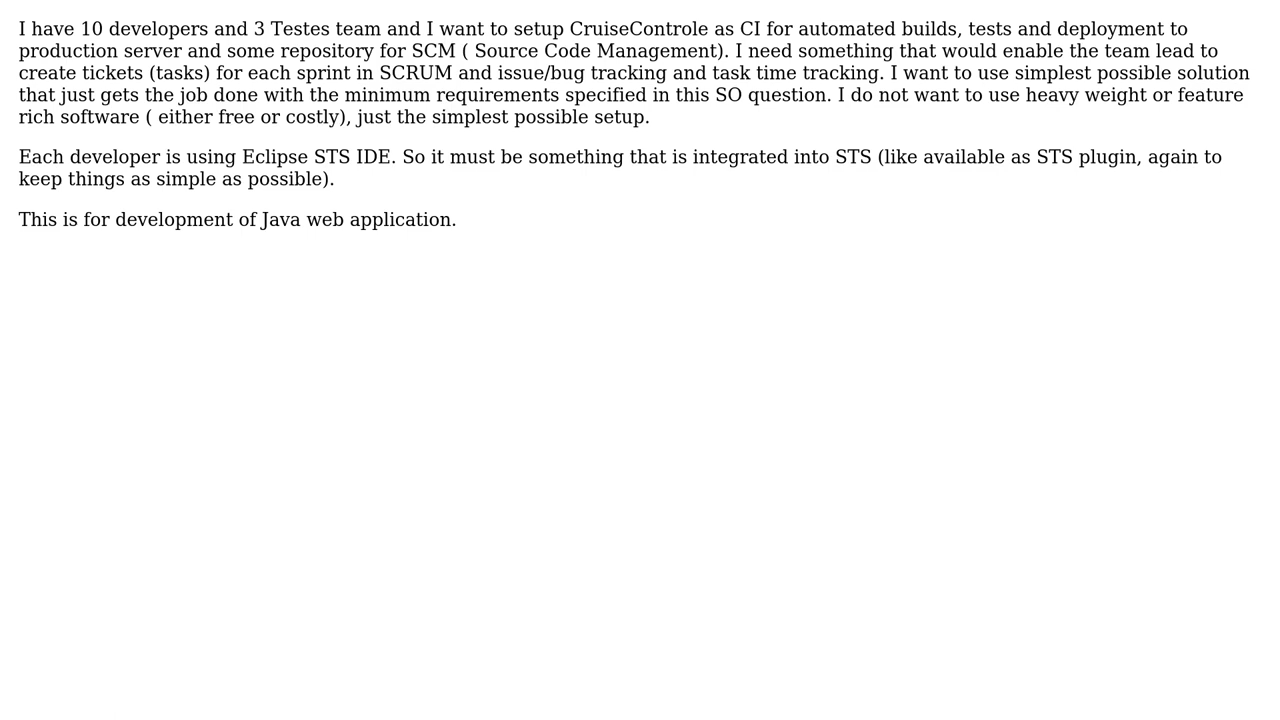 I have 10 developers and 3 Testes team and I want to setup CruiseControle as CI for automated builds, tests and deployment to
production server and some repository for SCM ( Source Code Management). I need something that would enable the team lead to
create tickets (tasks) for each sprint in SCRUM and issue/bug tracking and task time tracking. I want to use simplest possible solution
that just gets the job done with the minimum requirements specified in this SO question. I do not want to use heavy weight or feature
rich software ( either free or costly), just the simplest possible setup.
Each developer is using Eclipse STS IDE. So it must be something that is integrated into STS (like available as STS plugin, again to
keep things as simple as possible).
This is for development of Java web application.